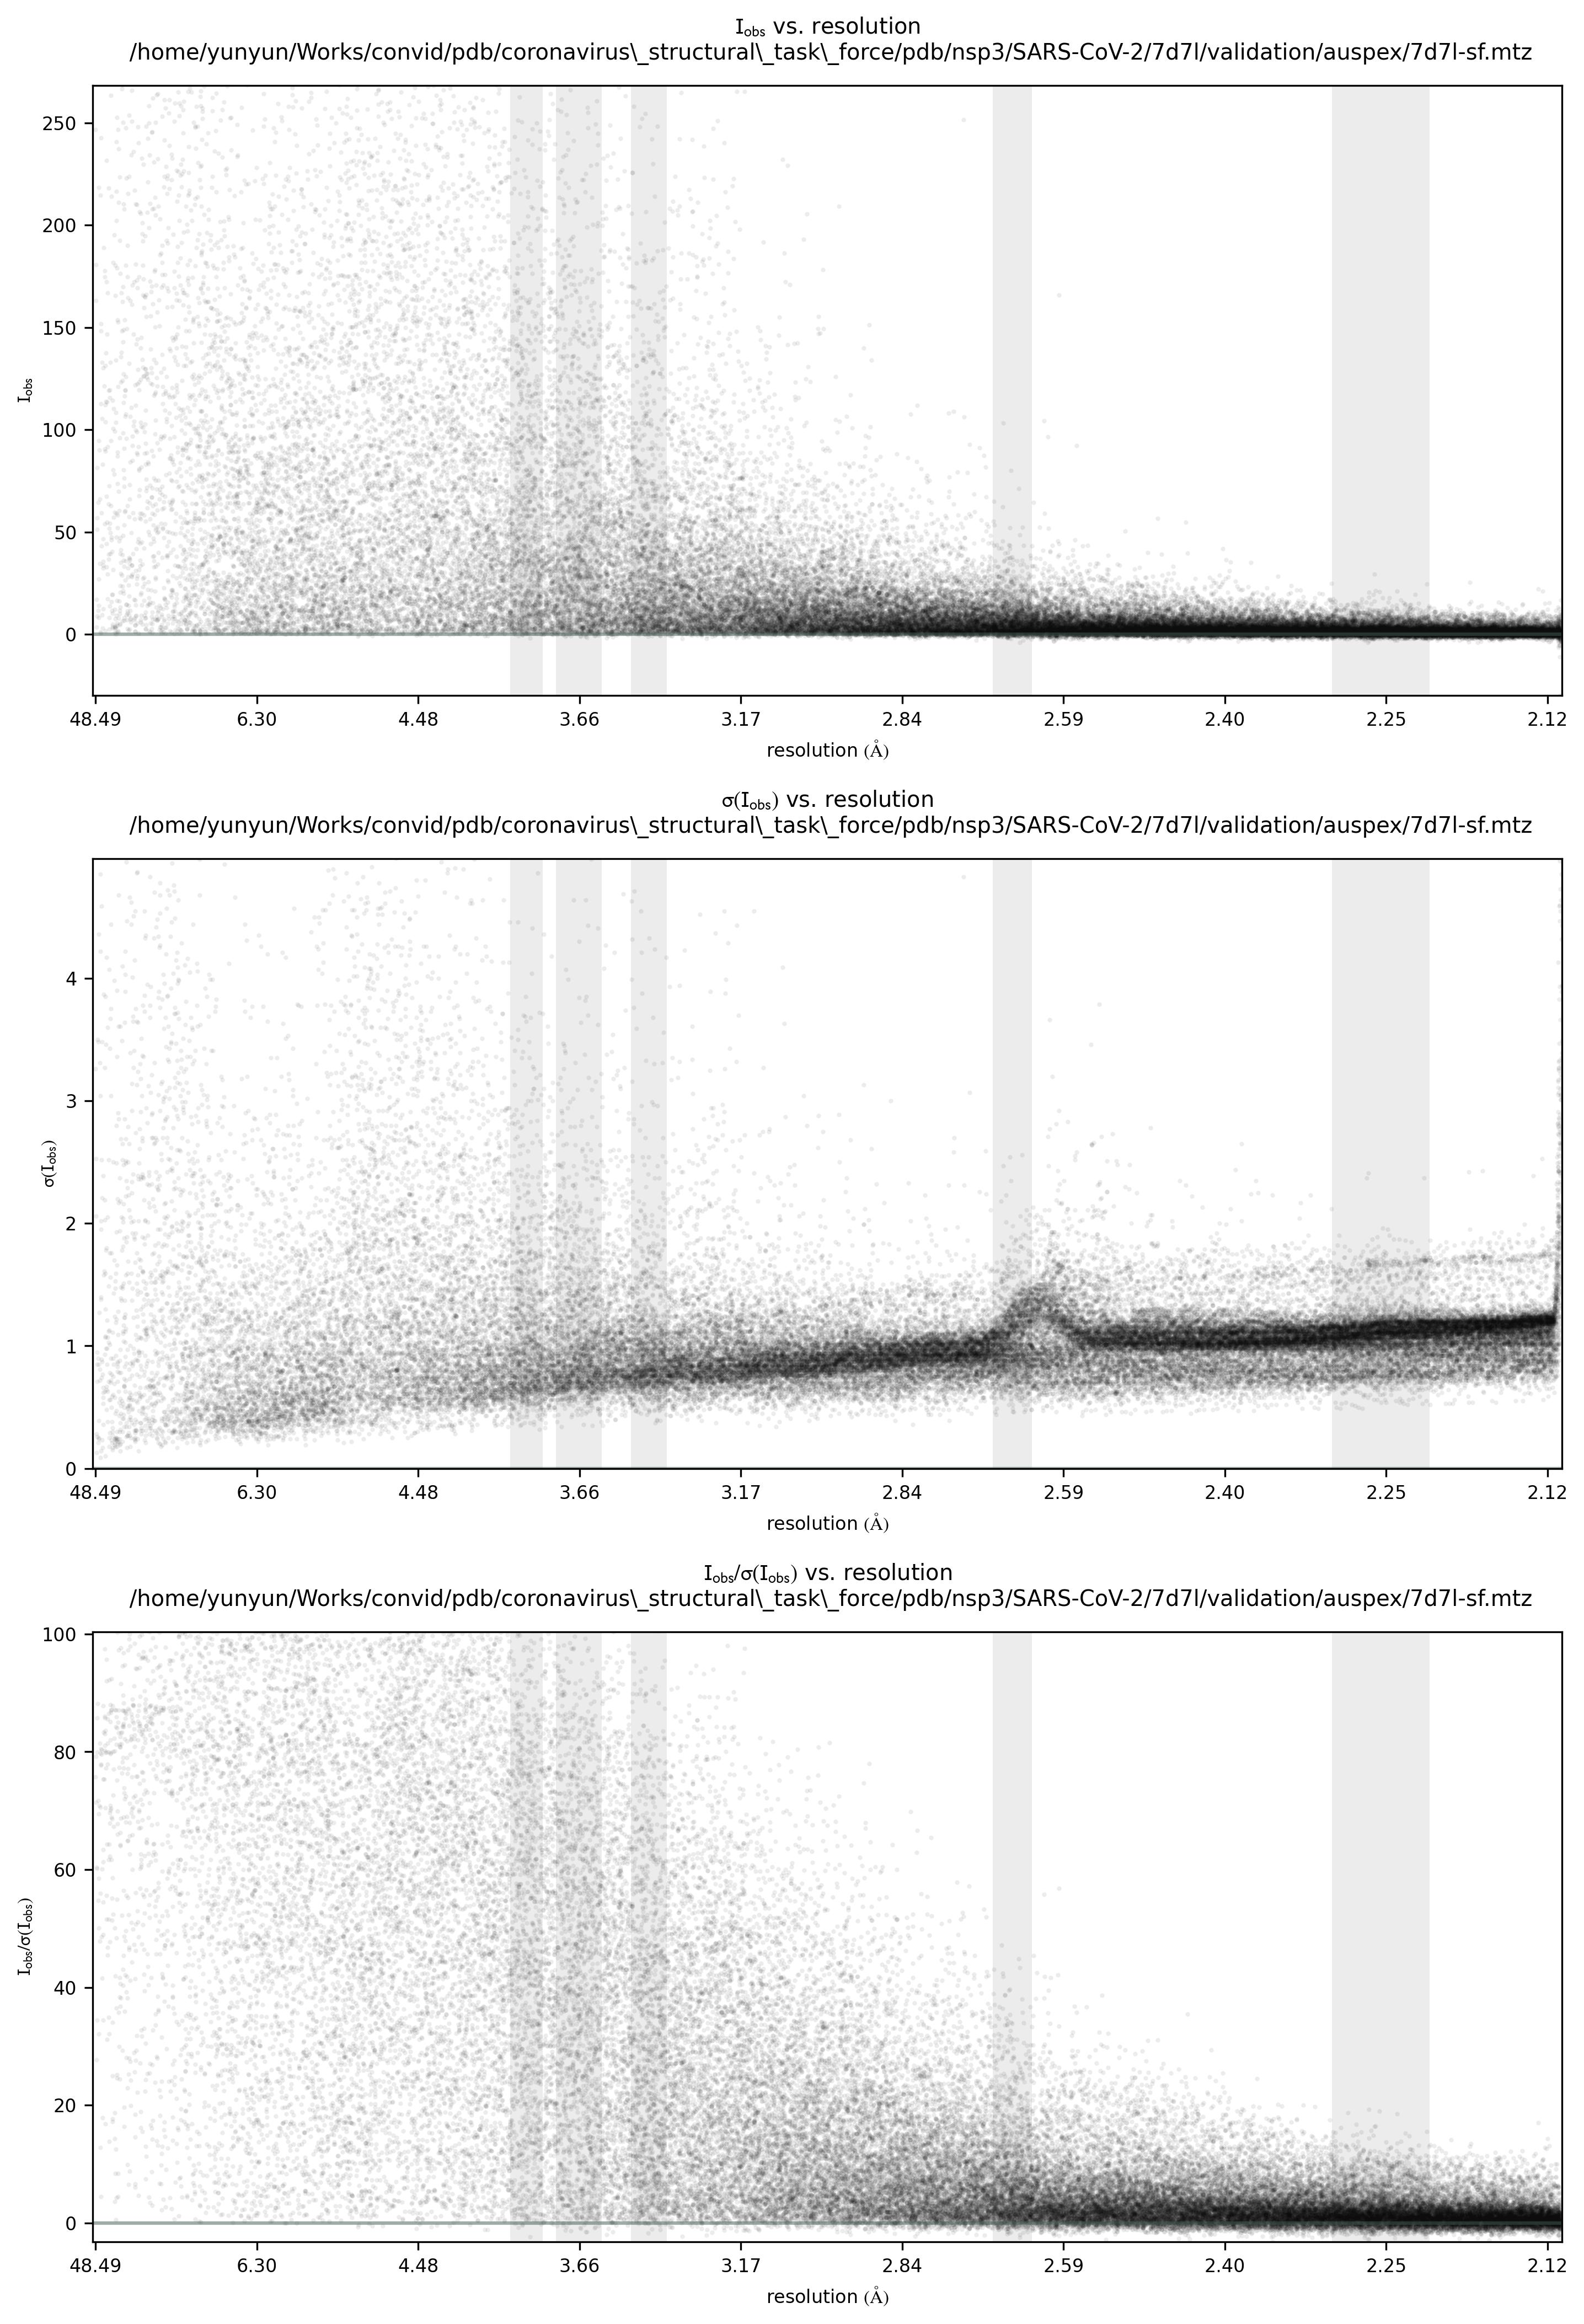 Iobs vs. resolution
/home/yunyun/Works/convid/pdb/coronavirus\_structural\_task\_force/pdb/nsp3/SARS-CoV-2/7d7l/validation/auspex/7d7l-sf.mtz
250
200
150
100
50
0
Iobs
48.49 6.30 4.48 3.66 3.17 2.84 2.59 2.40 2.25 2.12
resolution (Å)
σ(Iobs) vs. resolution
/home/yunyun/Works/convid/pdb/coronavirus\_structural\_task\_force/pdb/nsp3/SARS-CoV-2/7d7l/validation/auspex/7d7l-sf.mtz
4
3
2
1
0
σ(Iobs)
48.49 6.30 4.48 3.66 3.17 2.84 2.59 2.40 2.25 2.12
resolution (Å)
Iobs/σ(Iobs) vs. resolution
/home/yunyun/Works/convid/pdb/coronavirus\_structural\_task\_force/pdb/nsp3/SARS-CoV-2/7d7l/validation/auspex/7d7l-sf.mtz
100
80
60
40
20
0
Iobs/σ(Iobs)
48.49 6.30 4.48 3.66 3.17 2.84 2.59 2.40 2.25 2.12
resolution (Å)